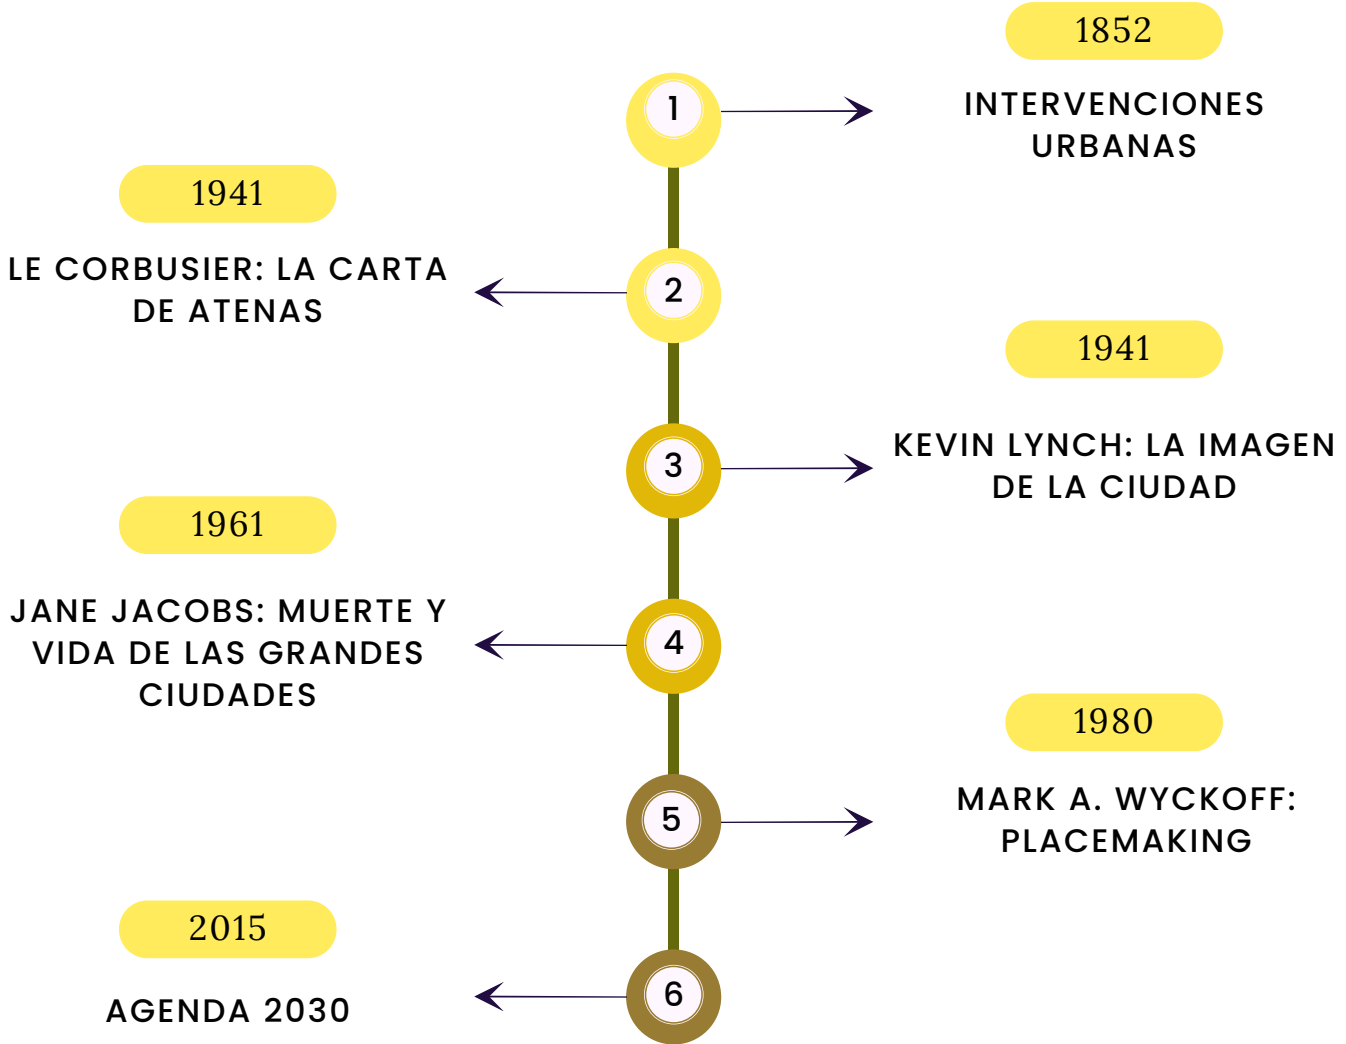 1852
1
INTERVENCIONES
URBANAS
1941
2
LE CORBUSIER: LA CARTA
DE ATENAS
1941
3
KEVIN LYNCH: LA IMAGEN
DE LA CIUDAD
1961
4
JANE JACOBS: MUERTE Y
VIDA DE LAS GRANDES
CIUDADES
1980
5
MARK A. WYCKOFF:
PLACEMAKING
2015
6
AGENDA 2030